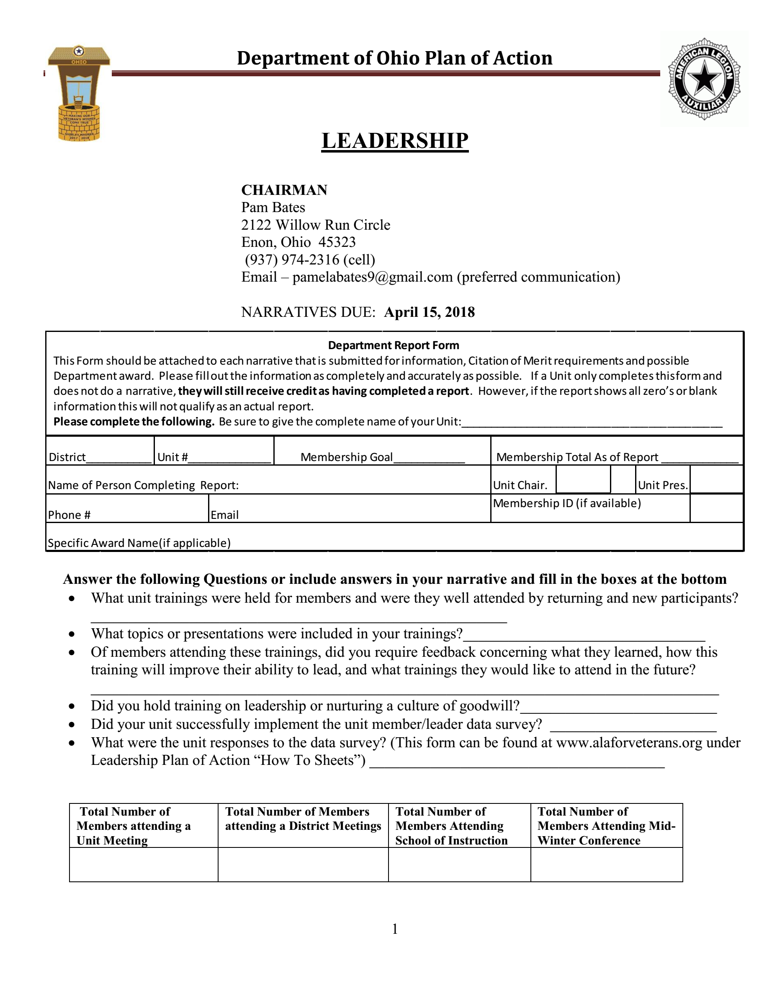 Department of Ohio Plan of Action
OHIO
MAKING OUR
VETERAN'S WISHES
COME TRUE
SHIRLEY MAURER
2017 - 2018
AMERICAN LEGION
AUXILIARY
LEADERSHIP
CHAIRMAN
Pam Bates
2122 Willow Run Circle
Enon, Ohio  45323
(937) 974-2316 (cell)
Email – pamelabates9@gmail.com (preferred communication)
NARRATIVES DUE:  April 15, 2018
Department Report Form
This Form should be attached to each narrative that is submitted for information, Citation of Merit requirements and possible
Department award.  Please fill out the information as completely and accurately as possible.   If a Unit only completes this form and
does not do a narrative, they will still receive credit as having completed a report.  However, if the report shows all zero's or blank
information this will not qualify as an actual report.
Please complete the following. Be sure to give the complete name of your Unit:____________________________________________
District___________ Unit #______________ Membership Goal____________ Membership Total As of Report _____________
Name of Person Completing  Report: Unit Chair. Unit Pres.
Phone # Email Membership ID (if available)
Specific Award Name(if applicable)
Answer the following Questions or include answers in your narrative and fill in the boxes at the bottom
• What unit trainings were held for members and were they well attended by returning and new participants?
_______________________________________________________
• What topics or presentations were included in your trainings?________________________________
• Of members attending these trainings, did you require feedback concerning what they learned, how this
training will improve their ability to lead, and what trainings they would like to attend in the future?
___________________________________________________________________________________
• Did you hold training on leadership or nurturing a culture of goodwill?__________________________
• Did your unit successfully implement the unit member/leader data survey?  ______________________
• What were the unit responses to the data survey? (This form can be found at www.alaforveterans.org under
Leadership Plan of Action “How To Sheets”) _______________________________________
Total Number of
Members attending a
Unit Meeting
Total Number of Members
attending a District Meetings
Total Number of
Members Attending
School of Instruction
Total Number of
Members Attending Mid-
Winter Conference
1